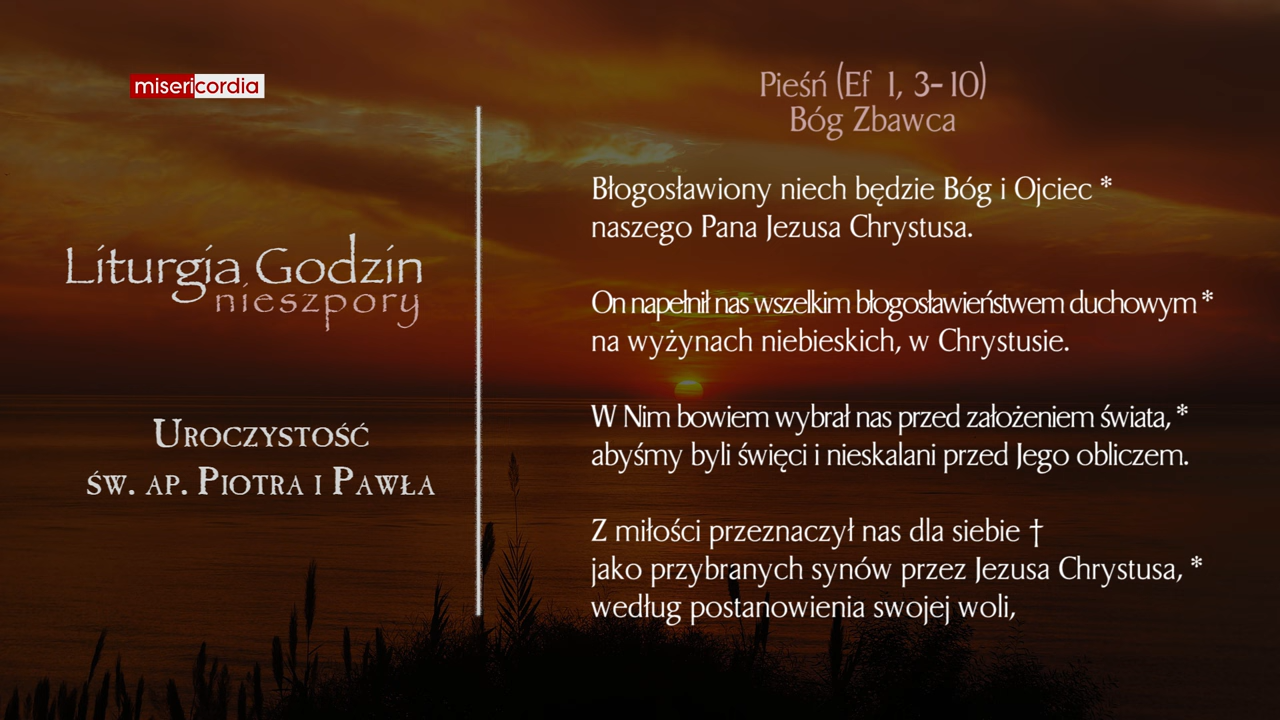 misericordia
Liturgia Godzin
nieszpory
Uroczystość
św. ap. Piotra i Pawła
Pieśń (Ef 1, 3-10)
Bóg Zbawca
Błogosławiony niech będzie Bóg i Ojciec *
naszego Pana Jezusa Chrystusa.
On napełnił nas wszelkim błogosławieństwem duchowym *
na wyżynach niebieskich, w Chrystusie.
W Nim bowiem wybrał nas przed założeniem świata, *
abyśmy byli święci i nieskalani przed Jego obliczem.
Z miłości przeznaczył nas dla siebie †
jako przybranych synów przez Jezusa Chrystusa, *
według postanowienia swojej woli,